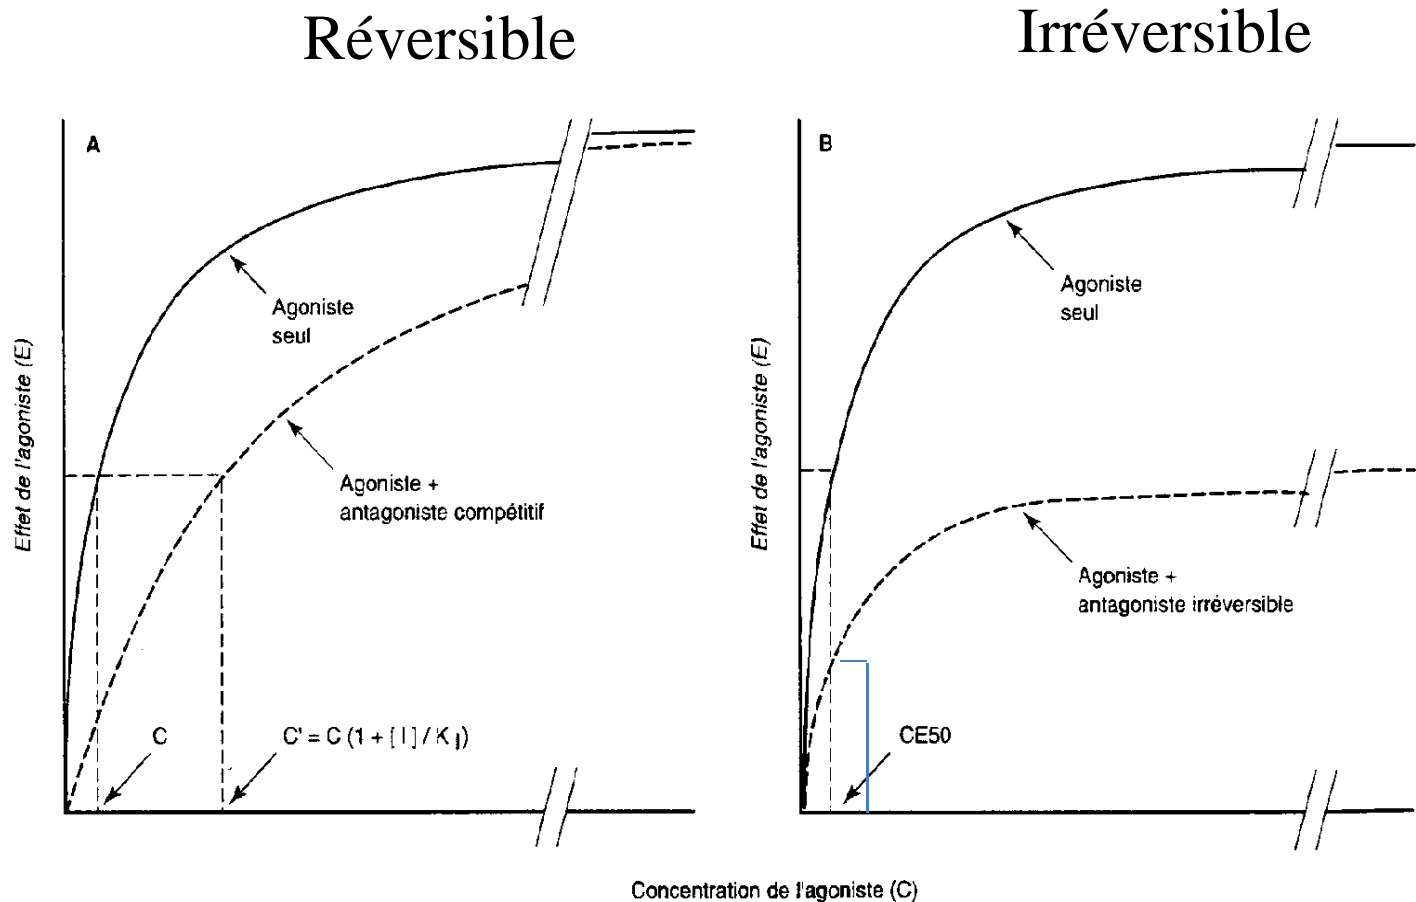 Réversible
Irréversible
A
Agoniste
seul
Agoniste +
antagoniste compétitif
C
C' = C (1 + [ I ] / K I)
Effet de l'agoniste (E)
B
Agoniste
seul
Agoniste +
antagoniste irréversible
CE50
Effet de l'agoniste (E)
Concentration de l'agoniste (C)